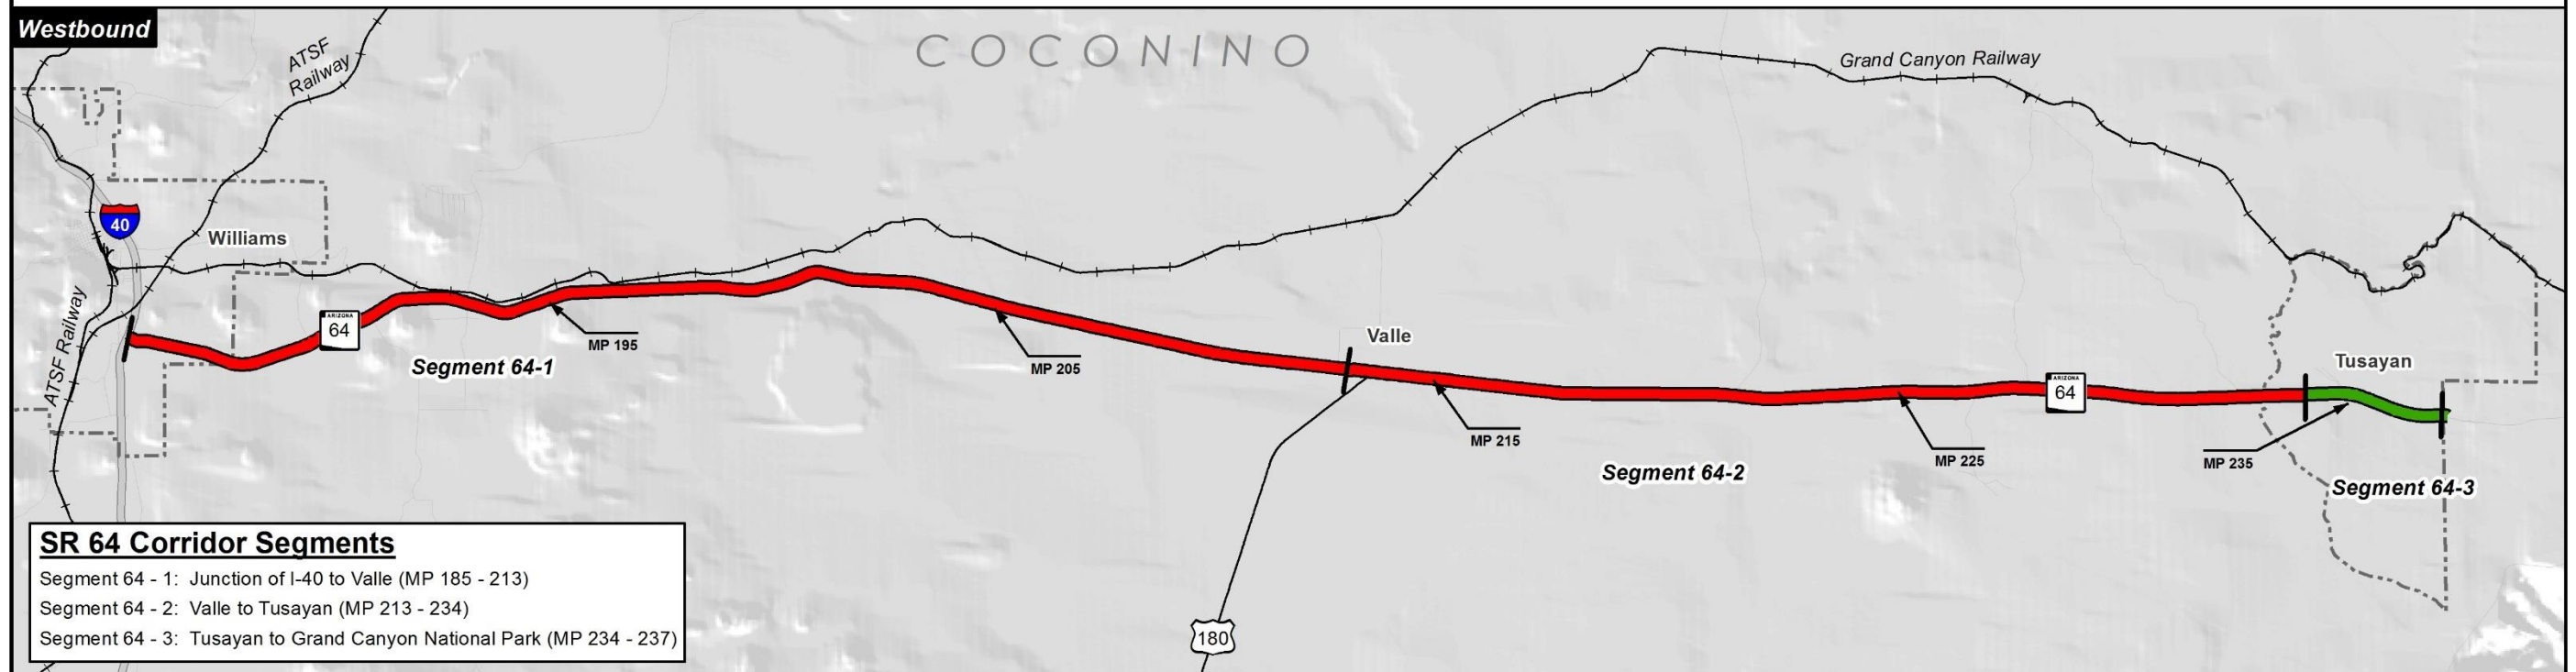 Westbound
ATSF
Railway
COCONINO
Grand Canyon Railway
40
Williams
ATSF Railway
ARIZONA
64
Segment 64-1
MP 195
MP 205
Valle
MP 215
Segment 64-2
MP 225
ARIZONA
64
Tusayan
MP 235
Segment 64-3
180
SR 64 Corridor Segments
Segment 64 - 1: Junction of I-40 to Valle (MP 185 - 213)
Segment 64 - 2: Valle to Tusayan (MP 213 - 234)
Segment 64 - 3: Tusayan to Grand Canyon National Park (MP 234 - 237)